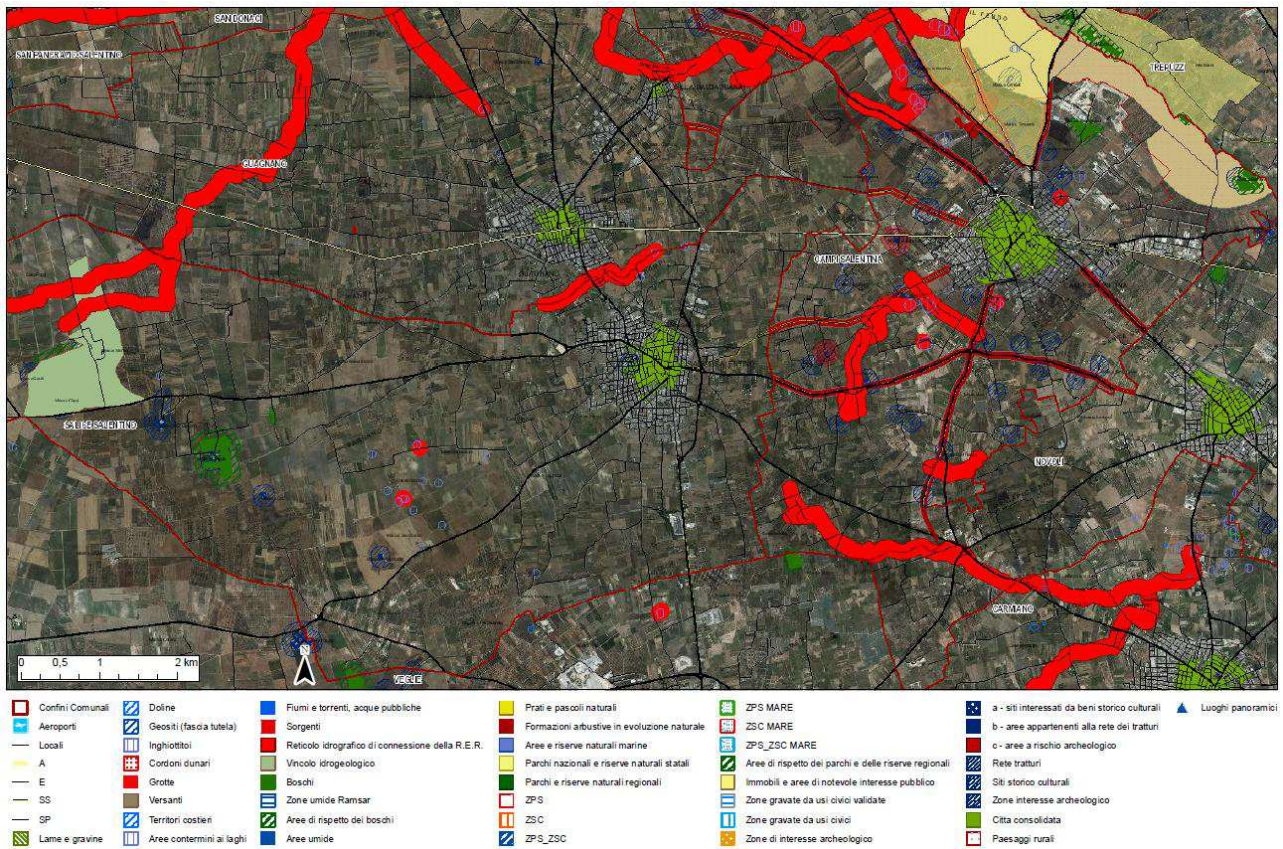 SAN DONACI
IL TERZO
SAN PANCRAZIO SALENTINO
TREPUZZI
GUAGNANO
CAMPI SALENTINA
SALICE SALENTINO
NOVOLI
CARMIANO
VEGLIE
0 0,5 1 2 km
Confini Comunali
Aeroporti
Locali
A
E
SS
SP
Lame e gravine
Doline
Geositi (fascia tutela)
Inghiottitoi
Cordoni dunari
Grotte
Versanti
Territori costieri
Aree contermini ai laghi
Fiumi e torrenti, acque pubbliche
Sorgenti
Reticolo idrografico di connessione della R.E.R.
Vincolo idrogeologico
Boschi
Zone umide Ramsar
Aree di rispetto dei boschi
Aree umide
Prati e pascoli naturali
Formazioni arbustive in evoluzione naturale
Aree e riserve naturali marine
Parchi nazionali e riserve naturali statali
Parchi e riserve naturali regionali
ZPS
ZSC
ZPS_ZSC
ZPS MARE
ZSC MARE
ZPS_ZSC MARE
Aree di rispetto dei parchi e delle riserve regionali
Immobili e aree di notevole interesse pubblico
Zone gravate da usi civici validate
Zone gravate da usi civici
Zone di interesse archeologico
a - siti interessati da beni storico culturali
b - aree appartenenti alla rete dei tratturi
c - aree a rischio archeologico
Rete tratturi
Siti storico culturali
Zone interesse archeologico
Citta consolidata
Paesaggi rurali
Luoghi panoramici